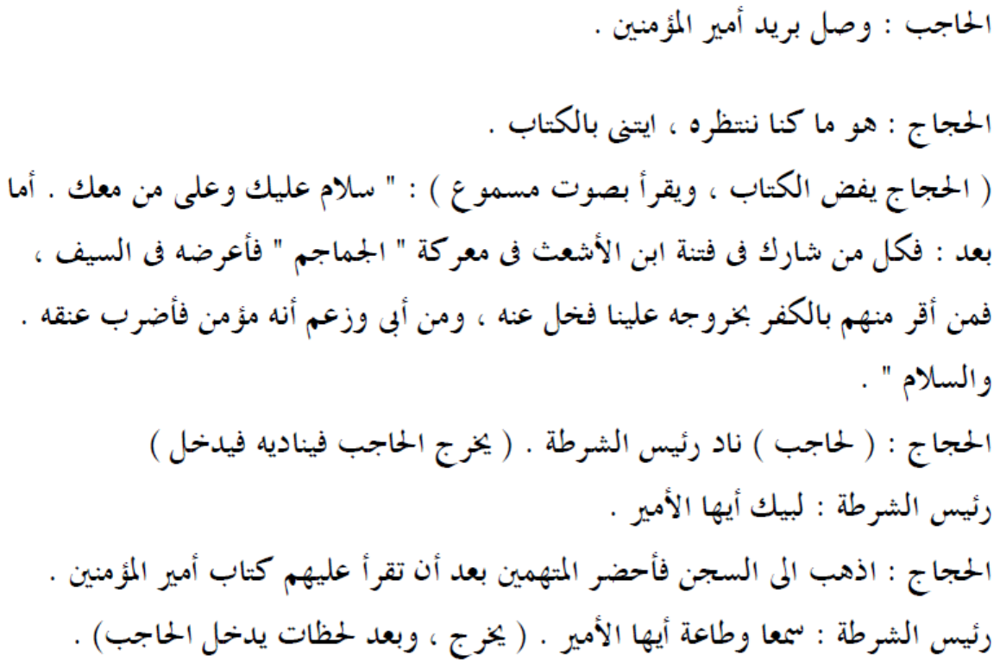 الحاجب : وصل بريد أمير المؤمنين .
الحجاج : هو ما كنا ننتظره ، ايتنى بالكتاب .
( الحجاج يفض الكتاب ، ويقرأ بصوت مسموع ) : " سلام عليك وعلى من معك . أما
بعد : فكل من شارك فى فتنة ابن الأشعث فى معركة " الجماجم " فأعرضه فى السيف ،
فمن أقر منهم بالكفر بخروجه علينا فخل عنه ، ومن أبى وزعم أنه مؤمن فأضرب عنقه .
والسلام " .
الحجاج : ( لحاجب ) ناد رئيس الشرطة . ( يخرج الحاجب فيناديه فيدخل )
رئيس الشرطة : لبيك أيها الأمير .
الحجاج : اذهب الى السجن فأحضر المتهمين بعد أن تقرأ عليهم كتاب أمير المؤمنين .
رئيس الشرطة : سمعا وطاعة أيها الأمير . ( يخرج ، وبعد لحظات يدخل الحاجب) .